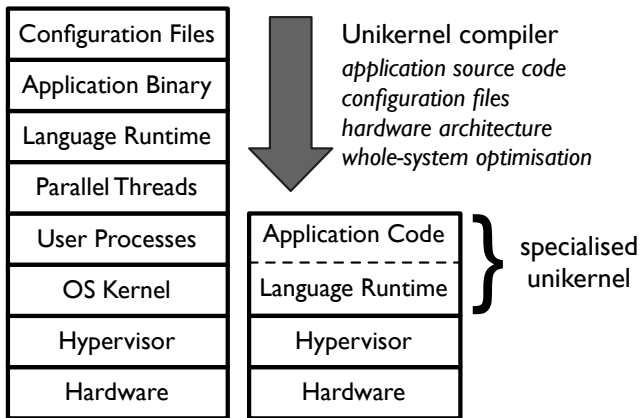 Configuration Files
Application Binary
Language Runtime
Parallel Threads
User Processes
OS Kernel
Hypervisor
Hardware
Unikernel compiler
application source code
configuration files
hardware architecture
whole-system optimisation
Application Code
Language Runtime
Hypervisor
Hardware
specialised
unikernel